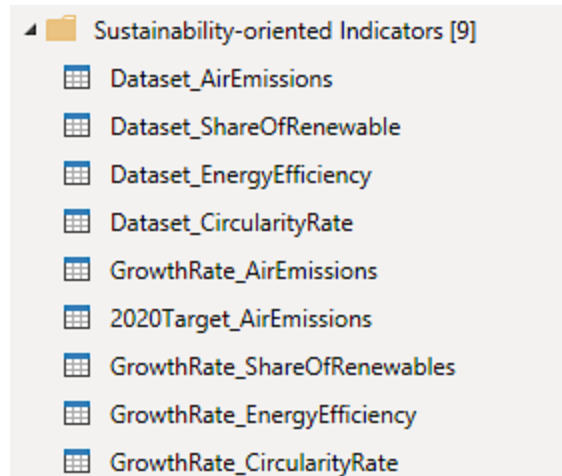 Sustainability-oriented Indicators [9]
Dataset_AirEmissions
Dataset_ShareOfRenewable
Dataset_EnergyEfficiency
Dataset_CircularityRate
GrowthRate_AirEmissions
2020Target_AirEmissions
GrowthRate_ShareOfRenewables
GrowthRate_EnergyEfficiency
GrowthRate_CircularityRate